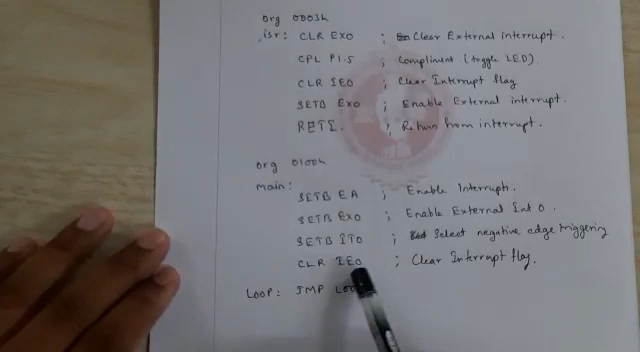 org 0003h
isr: CLR EX0 ; Clear External interrupt.
CPL P1.5 ; Compliment (toggle LED)
CLR IE0 ; Clear Interrupt flag
SETB EX0 ; Enable External interrupt.
RETI. ; Return from interrupt.
org 0100h
main:
SETB EA ; Enable Interrupt.
SETB EX0 ; Enable External Int 0.
SETB IT0 ; Select negative edge triggering
CLR IE0 ; Clear Interrupt flag.
LOOP: JMP